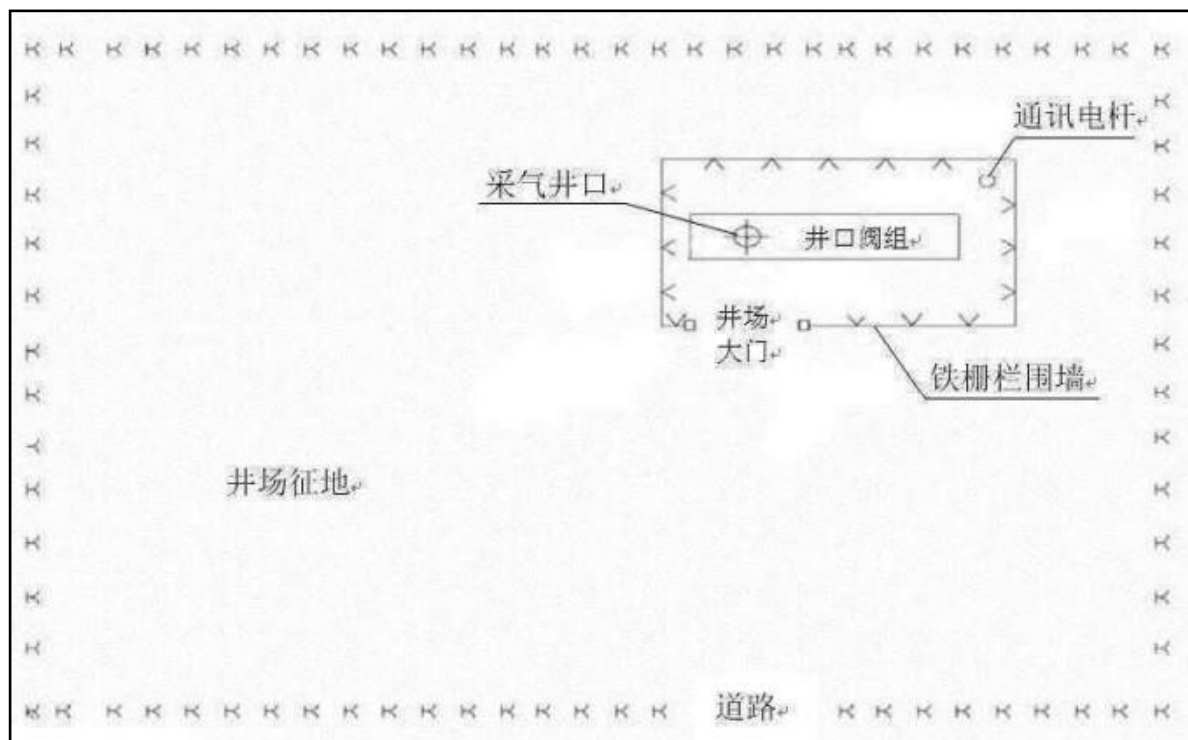 通讯电杆
采气井口
井口阀组
井场
大门
铁栅栏围墙
井场征地
道路